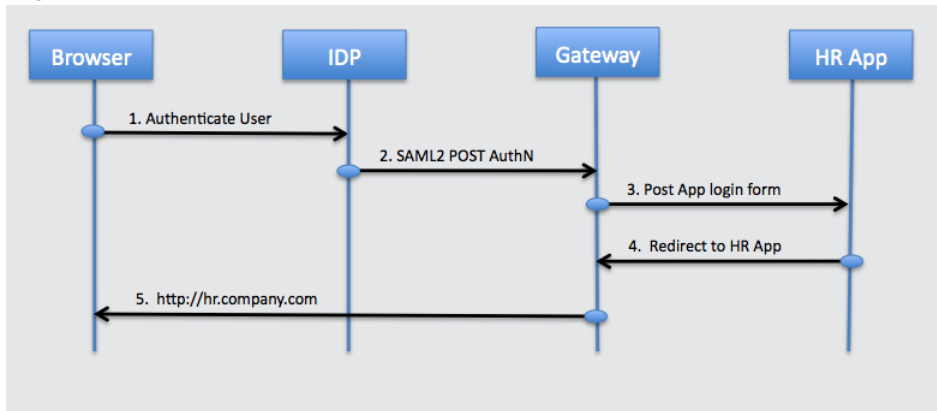 Browser
IDP
Gateway
HR App
1. Authenticate User
2. SAML2 POST AuthN
3. Post App login form
4. Redirect to HR App
5. http://hr.company.com